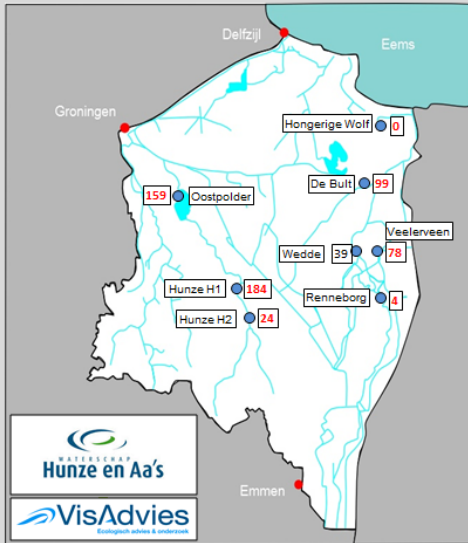 Delfzijl
Eems
Groningen
Hongerige Wolf
0
De Bult
99
159
Oostpolder
Veelerveen
Wedde
39
78
Hunze H1
184
Renneborg
4
Hunze H2
24
WATERSCHAP
Hunze en Aa's
Emmen
VisAdvies
Ecologisch advies & onderzoek